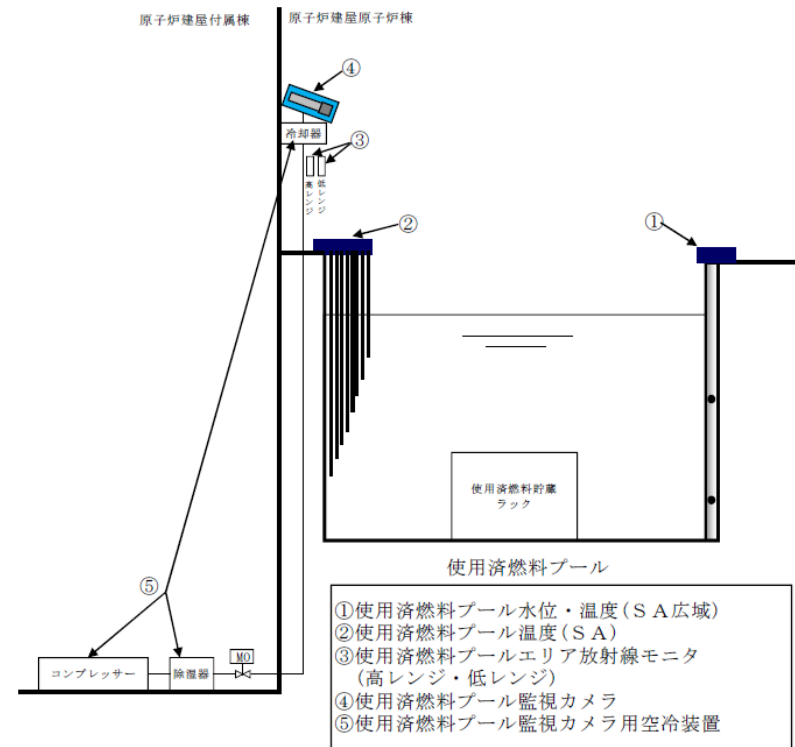 原子炉建屋付属棟
原子炉建屋原子炉棟
④
冷却器
③
高レンジ
低レンジ
②
①
使用済燃料貯蔵
ラック
使用済燃料プール
⑤
コンプレッサー
除湿器
MO
①使用済燃料プール水位・温度(SA広域)
②使用済燃料プール温度(SA)
③使用済燃料プールエリア放射線モニタ
(高レンジ・低レンジ)
④使用済燃料プール監視カメラ
⑤使用済燃料プール監視カメラ用空冷装置